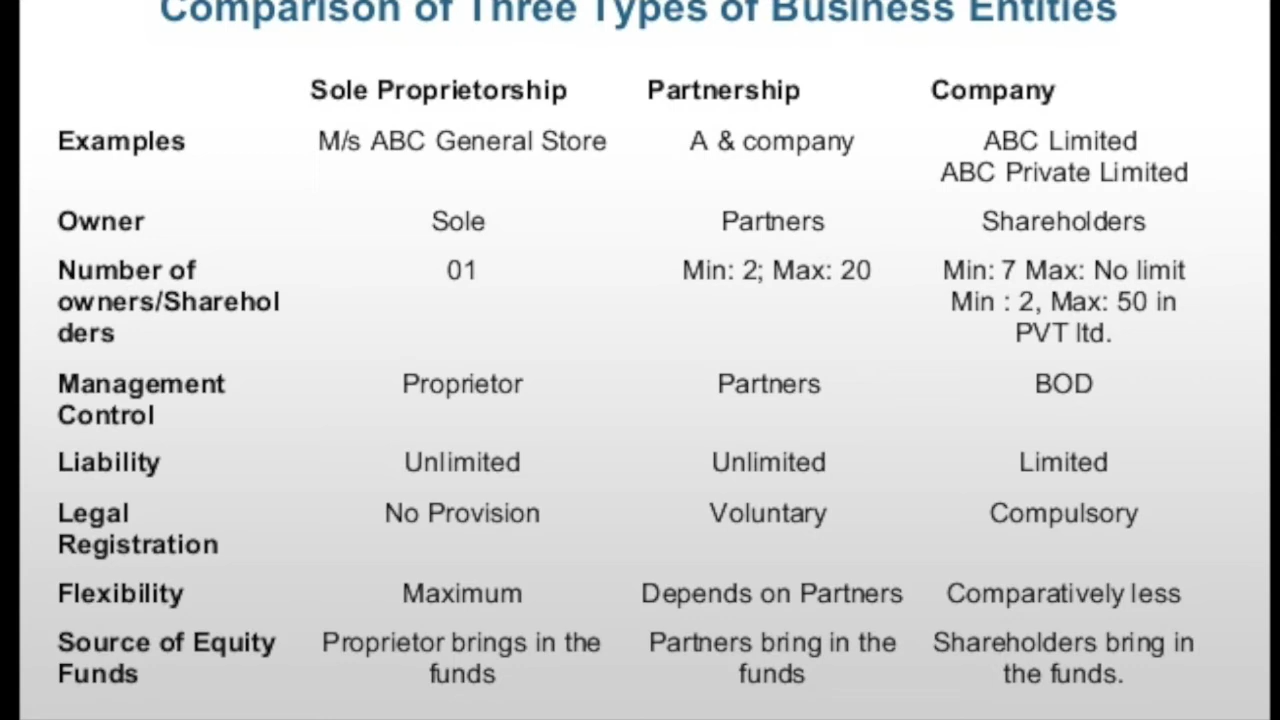 Comparison of Three Types of Business Entities
Sole Proprietorship Partnership Company
Examples M/s ABC General Store A & company ABC Limited
ABC Private Limited
Owner Sole Partners Shareholders
Number of 01 Min: 2; Max: 20 Min: 7 Max: No limit
owners/Sharehol Min : 2, Max: 50 in
ders PVT ltd.
Management Proprietor Partners BOD
Control
Liability Unlimited Unlimited Limited
Legal No Provision Voluntary Compulsory
Registration
Flexibility Maximum Depends on Partners Comparatively less
Source of Equity Proprietor brings in the Partners bring in the Shareholders bring in
Funds funds funds the funds.